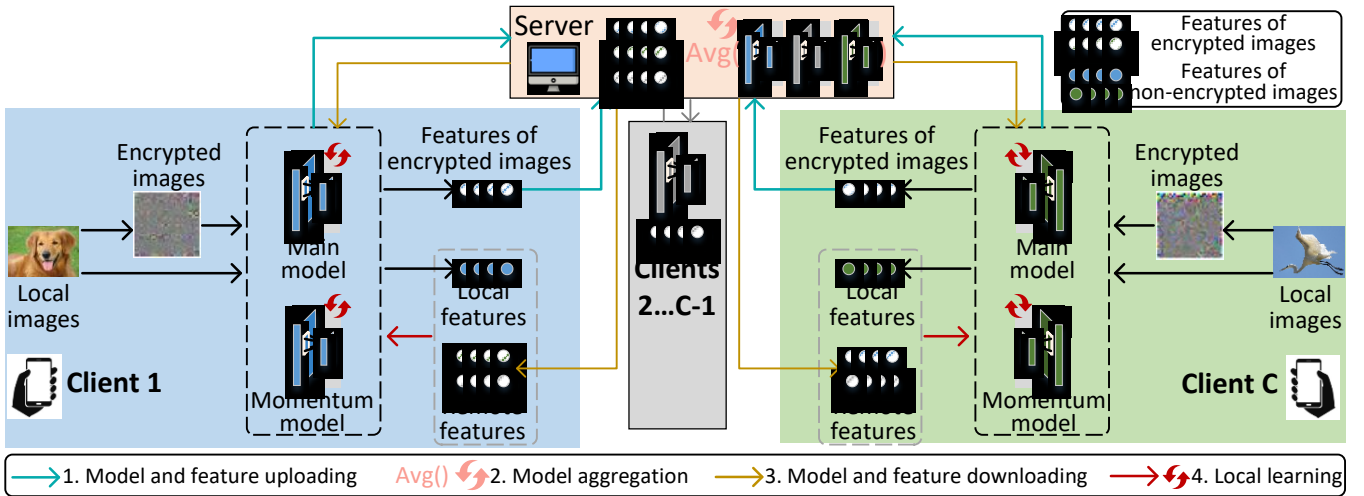 Server
Avg( )
Features of
encrypted images
Features of
non-encrypted images
Encrypted
images
Local
images
Main
model
Momentum
model
Features of
encrypted images
Local
features
features
Client 1
Clients
2...C-1
Features of
encrypted images
Local
features
features
Main
model
Momentum
model
Encrypted
images
Local
images
Client C
1. Model and feature uploading
Avg() 2. Model aggregation
3. Model and feature downloading
4. Local learning